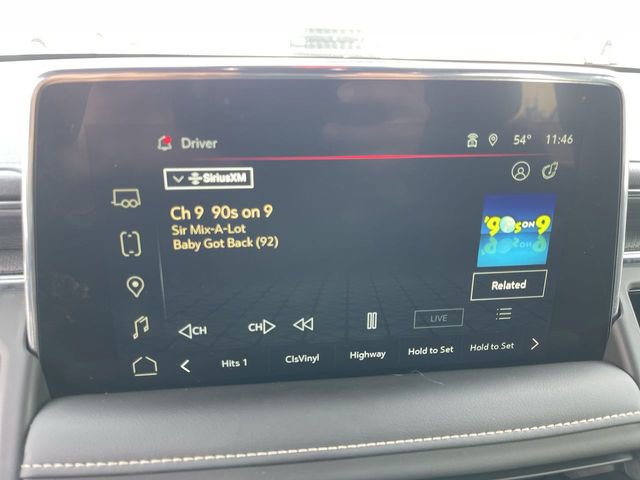 Driver 54° 11:46
SiriusXM
Ch 9 90s on 9
Sir Mix-A-Lot
Baby Got Back (92)
'90s ON 9
Related
◁CH CH▷ LIVE
Hits 1 ClsVinyl Highway Hold to Set Hold to Set